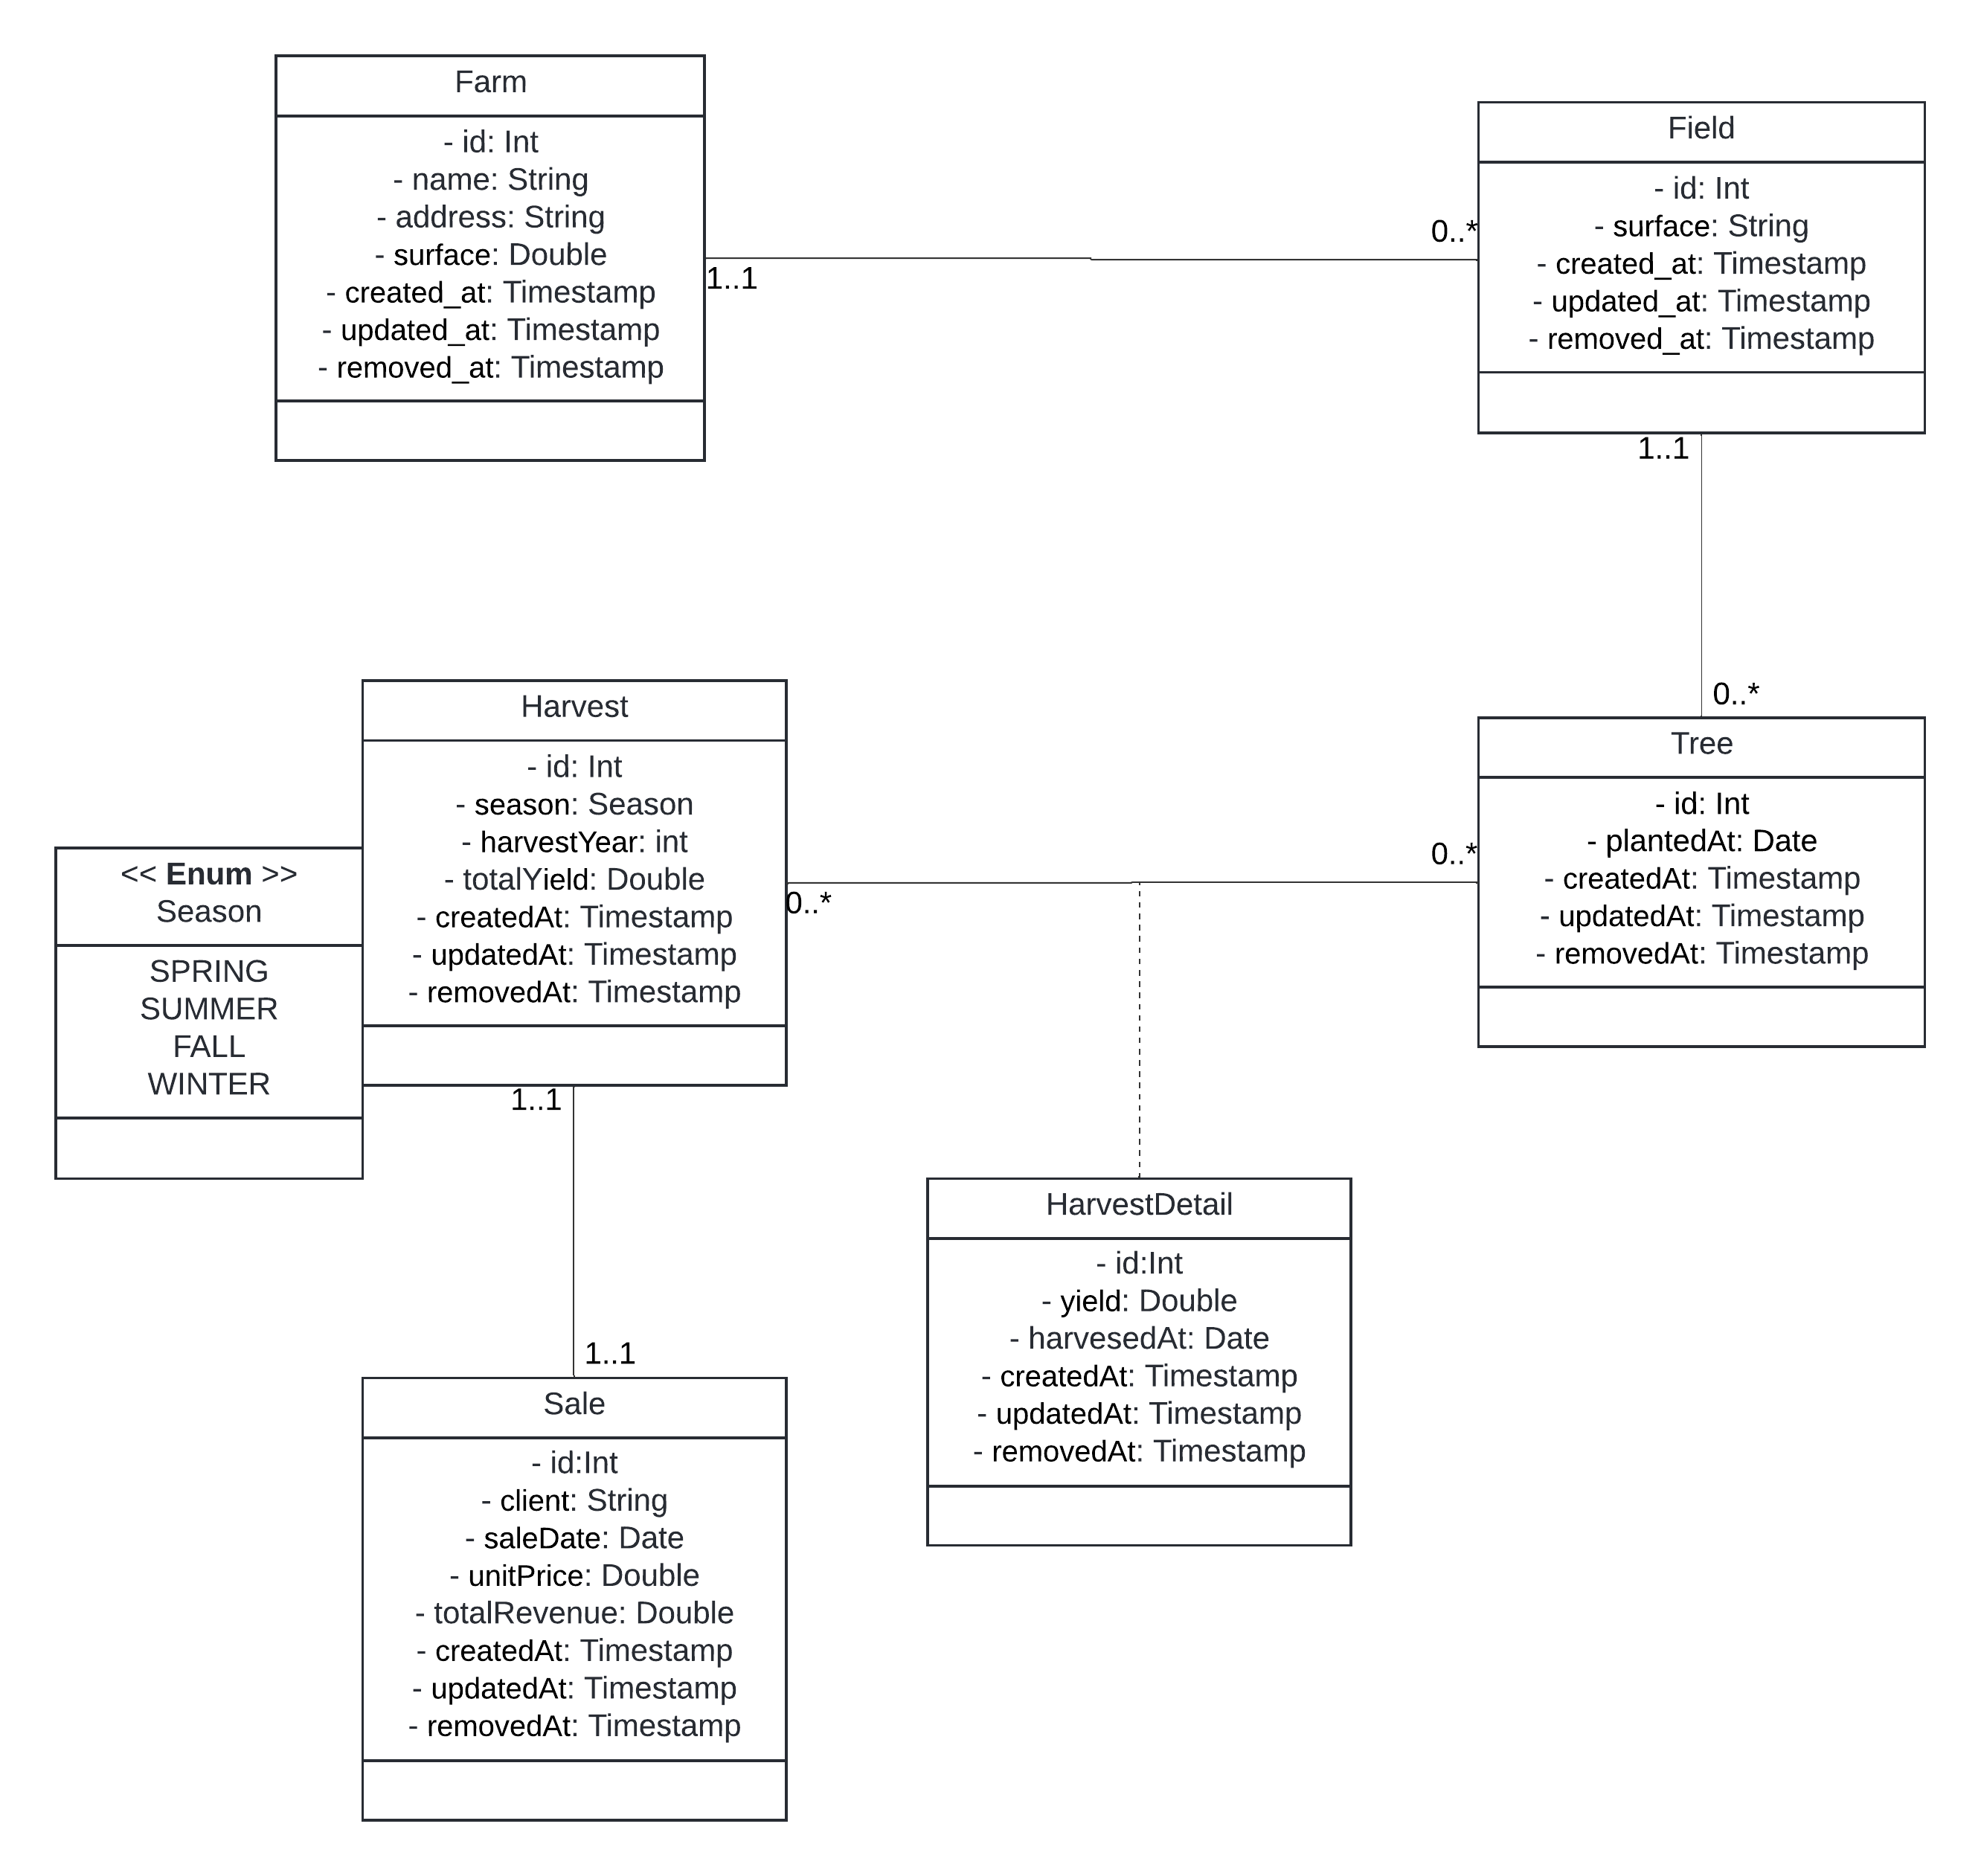 Farm
- id: Int
- name: String
- address: String
- surface: Double
- created_at: Timestamp
- updated_at: Timestamp
- removed_at: Timestamp
1..1
0..*
Field
- id: Int
- surface: String
- created_at: Timestamp
- updated_at: Timestamp
- removed_at: Timestamp
1..1
0..*
Harvest
- id: Int
- season: Season
- harvestYear: int
- totalYield: Double
- createdAt: Timestamp
- updatedAt: Timestamp
- removedAt: Timestamp
<< Enum >>
Season
SPRING
SUMMER
FALL
WINTER
0..*
0..*
Tree
- id: Int
- plantedAt: Date
- createdAt: Timestamp
- updatedAt: Timestamp
- removedAt: Timestamp
1..1
1..1
HarvestDetail
- id:Int
- yield: Double
- harvesedAt: Date
- createdAt: Timestamp
- updatedAt: Timestamp
- removedAt: Timestamp
Sale
- id:Int
- client: String
- saleDate: Date
- unitPrice: Double
- totalRevenue: Double
- createdAt: Timestamp
- updatedAt: Timestamp
- removedAt: Timestamp